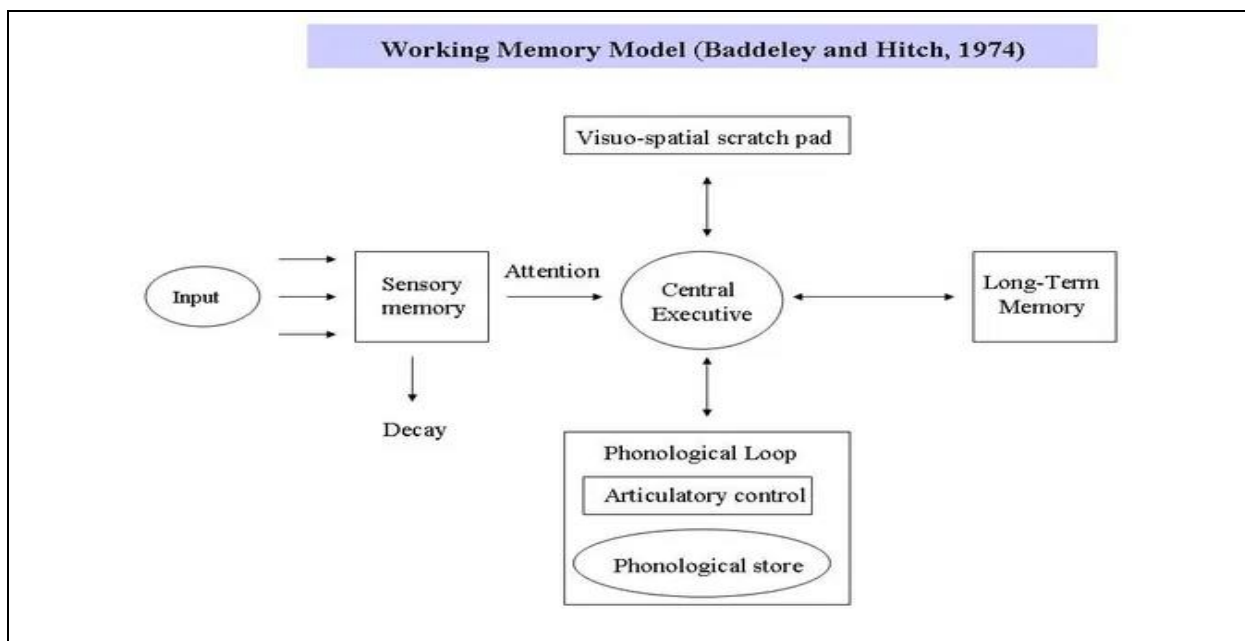 Working Memory Model (Baddeley and Hitch, 1974)
Visuo-spatial scratch pad
Input
Sensory
memory
Attention
Central
Executive
Long-Term
Memory
Decay
Phonological Loop
Articulatory control
Phonological store